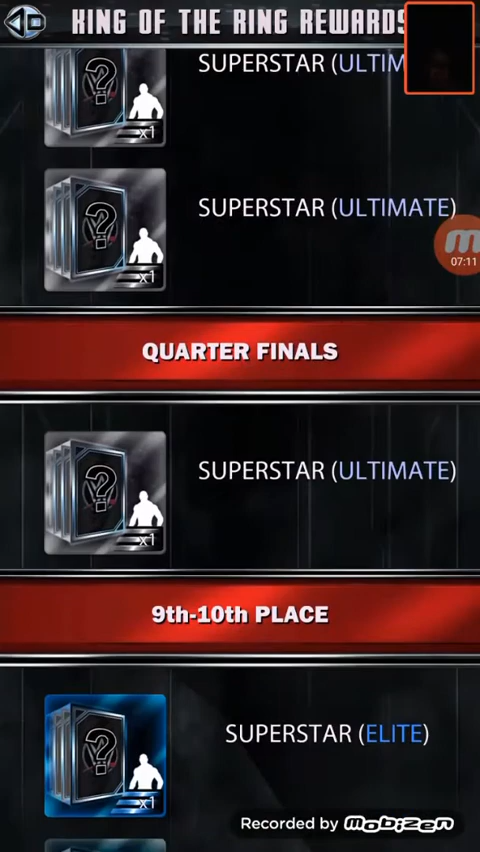 KING OF THE RING REWARDS
SUPERSTAR (ULTIM
x1
SUPERSTAR (ULTIMATE)
x1
07:11
QUARTER FINALS
SUPERSTAR (ULTIMATE)
x1
9th-10th PLACE
SUPERSTAR (ELITE)
x1
Recorded by mobizen